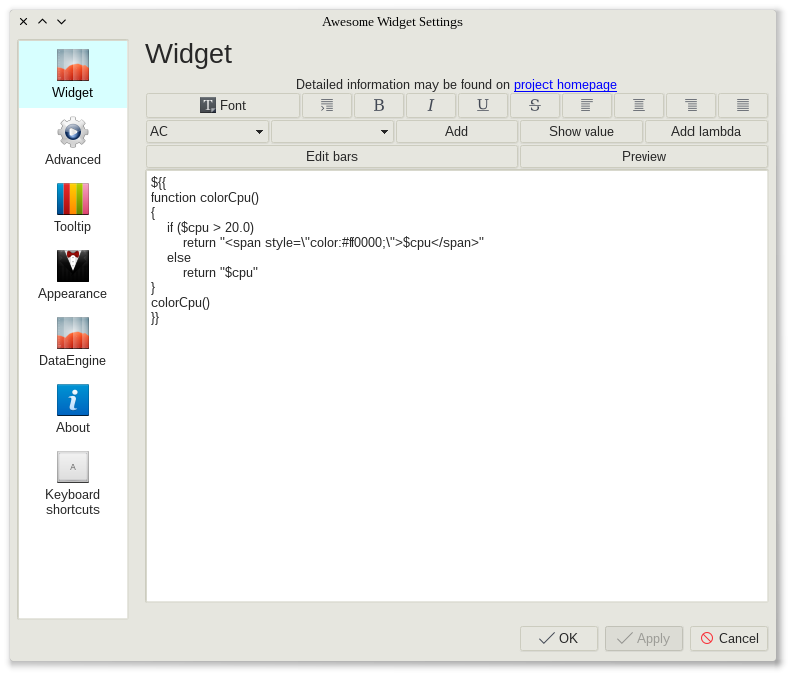 Awesome Widget Settings
Widget
Advanced
Tooltip
Appearance
DataEngine
About
A
Keyboard
shortcuts
Widget
Detailed information may be found on project homepage
T Font B I U S
AC Add Show value Add lambda
Edit bars Preview
${{
function colorCpu()
{
if ($cpu > 20.0)
return "<span style=\"color:#ff0000;\">$cpu</span>"
else
return "$cpu"
}
colorCpu()
}}
OK Apply Cancel